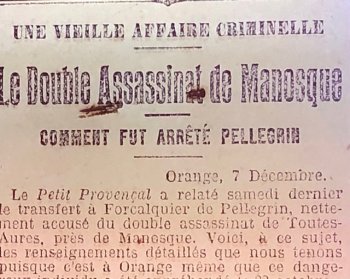 UNE VIEILLE AFFAIRE CRIMINELLE
Le Double Assassinat de Manosque
COMMENT FUT ARRÊTÉ PELLEGRIN
Orange, 7 Décembre.
Le Petit Provençal a relaté samedi dernier
le transfert à Forcalquier de Pellegrin, nette-
ment accusé du double assassinat de Toutes-
Aures, près de Manosque. Voici, à ce sujet,
les renseignements détaillés que nous tenons
puisque c'est à Orange même que ce dange-